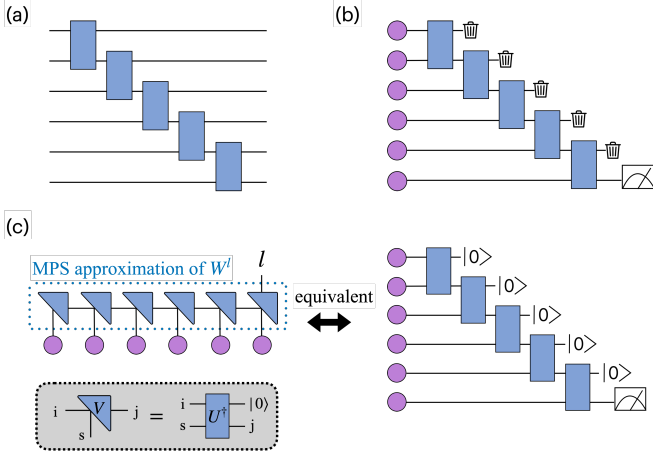 (a)
(b)
(c)
l
MPS approximation of W^l
equivalent
|0⟩
|0⟩
|0⟩
|0⟩
|0⟩
i V j = i U† |0⟩
s s j